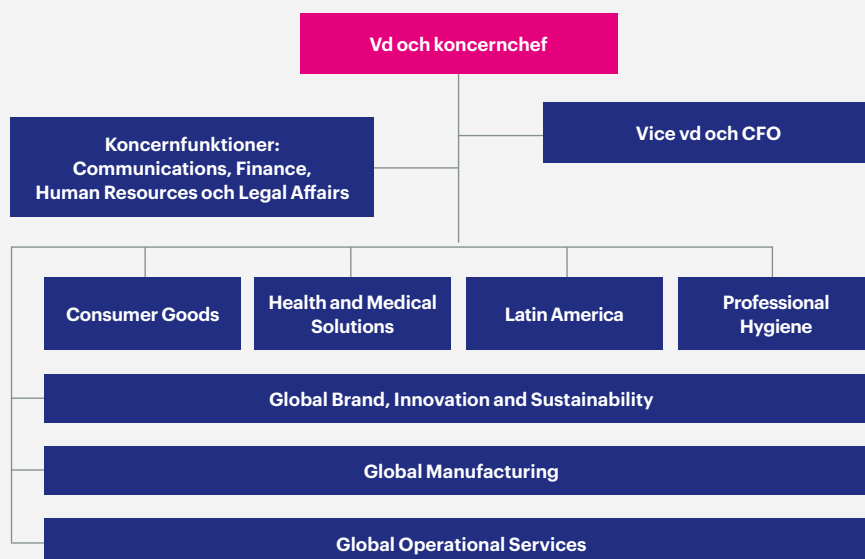 Vd och koncernchef
Vice vd och CFO
Koncernfunktioner:
Communications, Finance,
Human Resources och Legal Affairs
Consumer Goods
Health and Medical
Solutions
Latin America
Professional
Hygiene
Global Brand, Innovation and Sustainability
Global Manufacturing
Global Operational Services